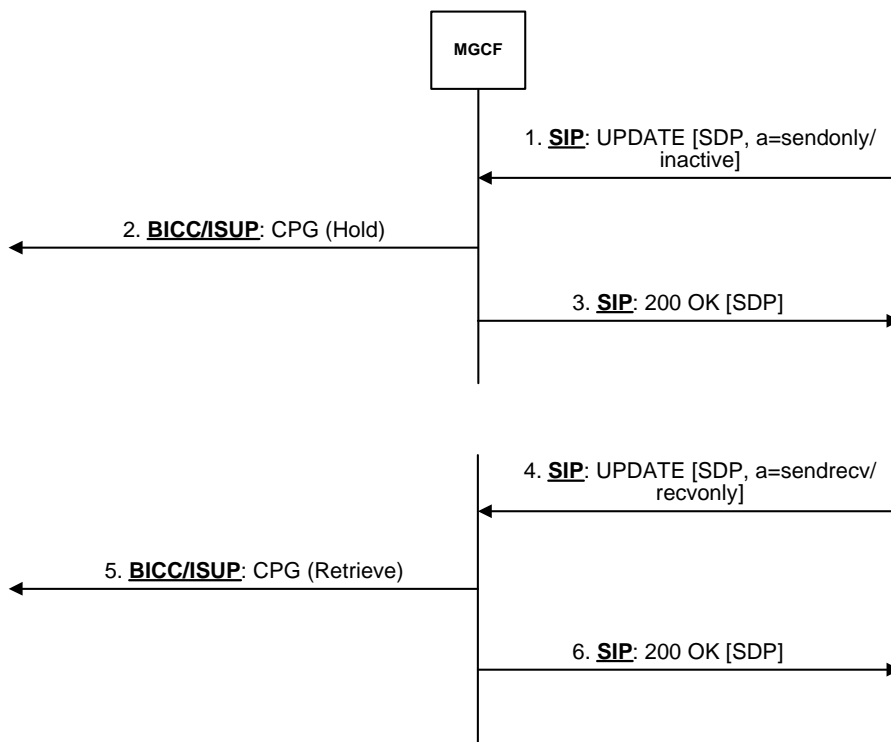 MGCF
1. SIP: UPDATE [SDP, a=sendonly/
inactive]
2. BICC/ISUP: CPG (Hold)
3. SIP: 200 OK [SDP]
4. SIP: UPDATE [SDP, a=sendrecv/
recvonly]
5. BICC/ISUP: CPG (Retrieve)
6. SIP: 200 OK [SDP]